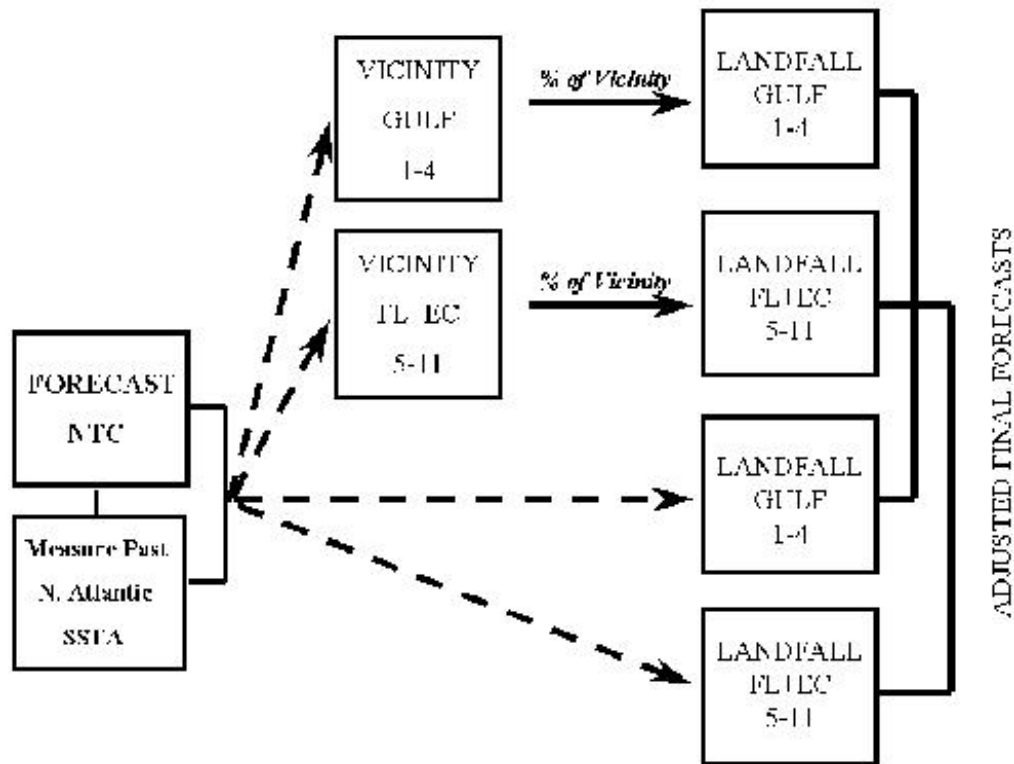 VICINITY
GULF
1-4
% of Vicinity
LANDFALL
GULF
1-4
VICINITY
FL+EC
5-11
% of Vicinity
LANDFALL
FL+EC
5-11
FORECAST
NTC
Measure Past
N. Atlantic
SSTA
LANDFALL
GULF
1-4
LANDFALL
FL+EC
5-11
ADJUSTED FINAL FORECASTS